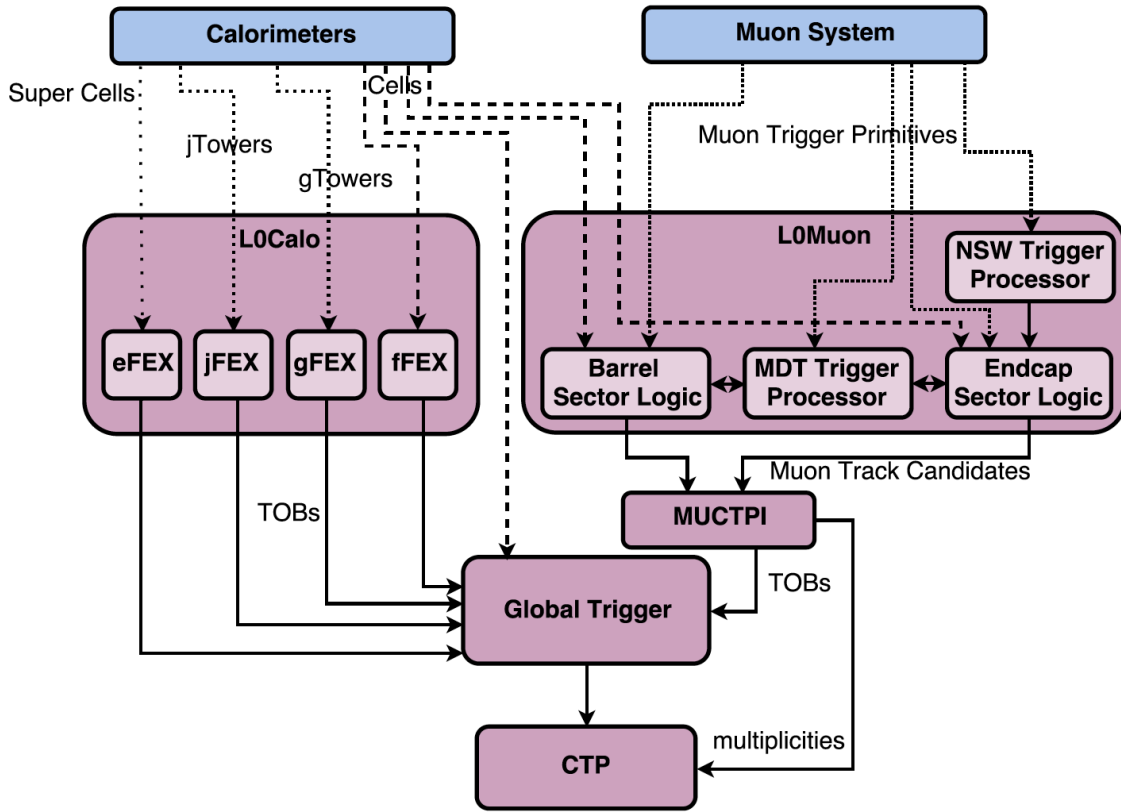 Calorimeters
Muon System
Super Cells
Cells
jTowers
Muon Trigger Primitives
gTowers
L0Calo
L0Muon
NSW Trigger
Processor
eFEX
jFEX
gFEX
fFEX
Barrel
Sector Logic
MDT Trigger
Processor
Endcap
Sector Logic
Muon Track Candidates
TOBs
MUCTPI
TOBs
Global Trigger
multiplicities
CTP